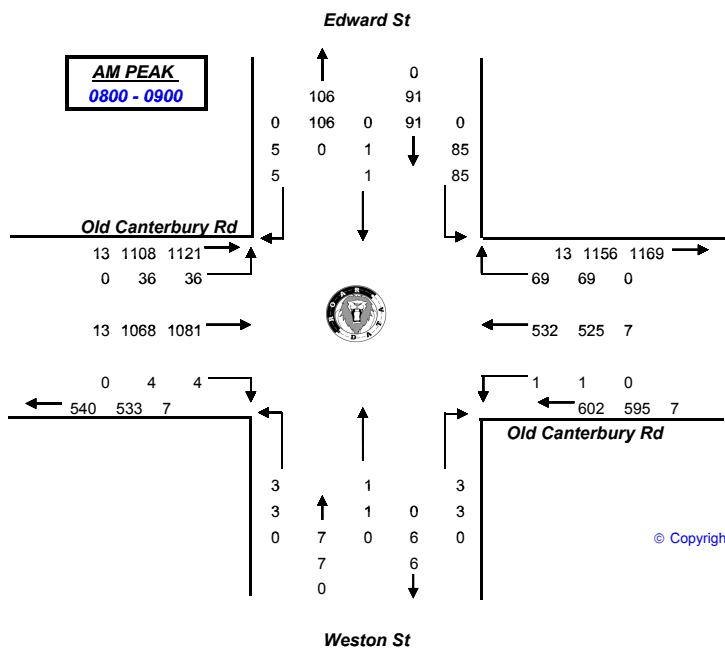 Edward St
AM PEAK
0800 - 0900
0
106 91
0 106 0 91 0
5 0 1 85
5 1 85
Old Canterbury Rd
13 1108 1121
13 1156 1169
0 36 36
69 69 0
ROAR DATA
13 1068 1081
532 525 7
0 4 4
1 1 0
540 533 7
602 595 7
Old Canterbury Rd
3 1 3
3 1 0 3
0 7 0 6 0
© Copyrigh
7 6
0
Weston St